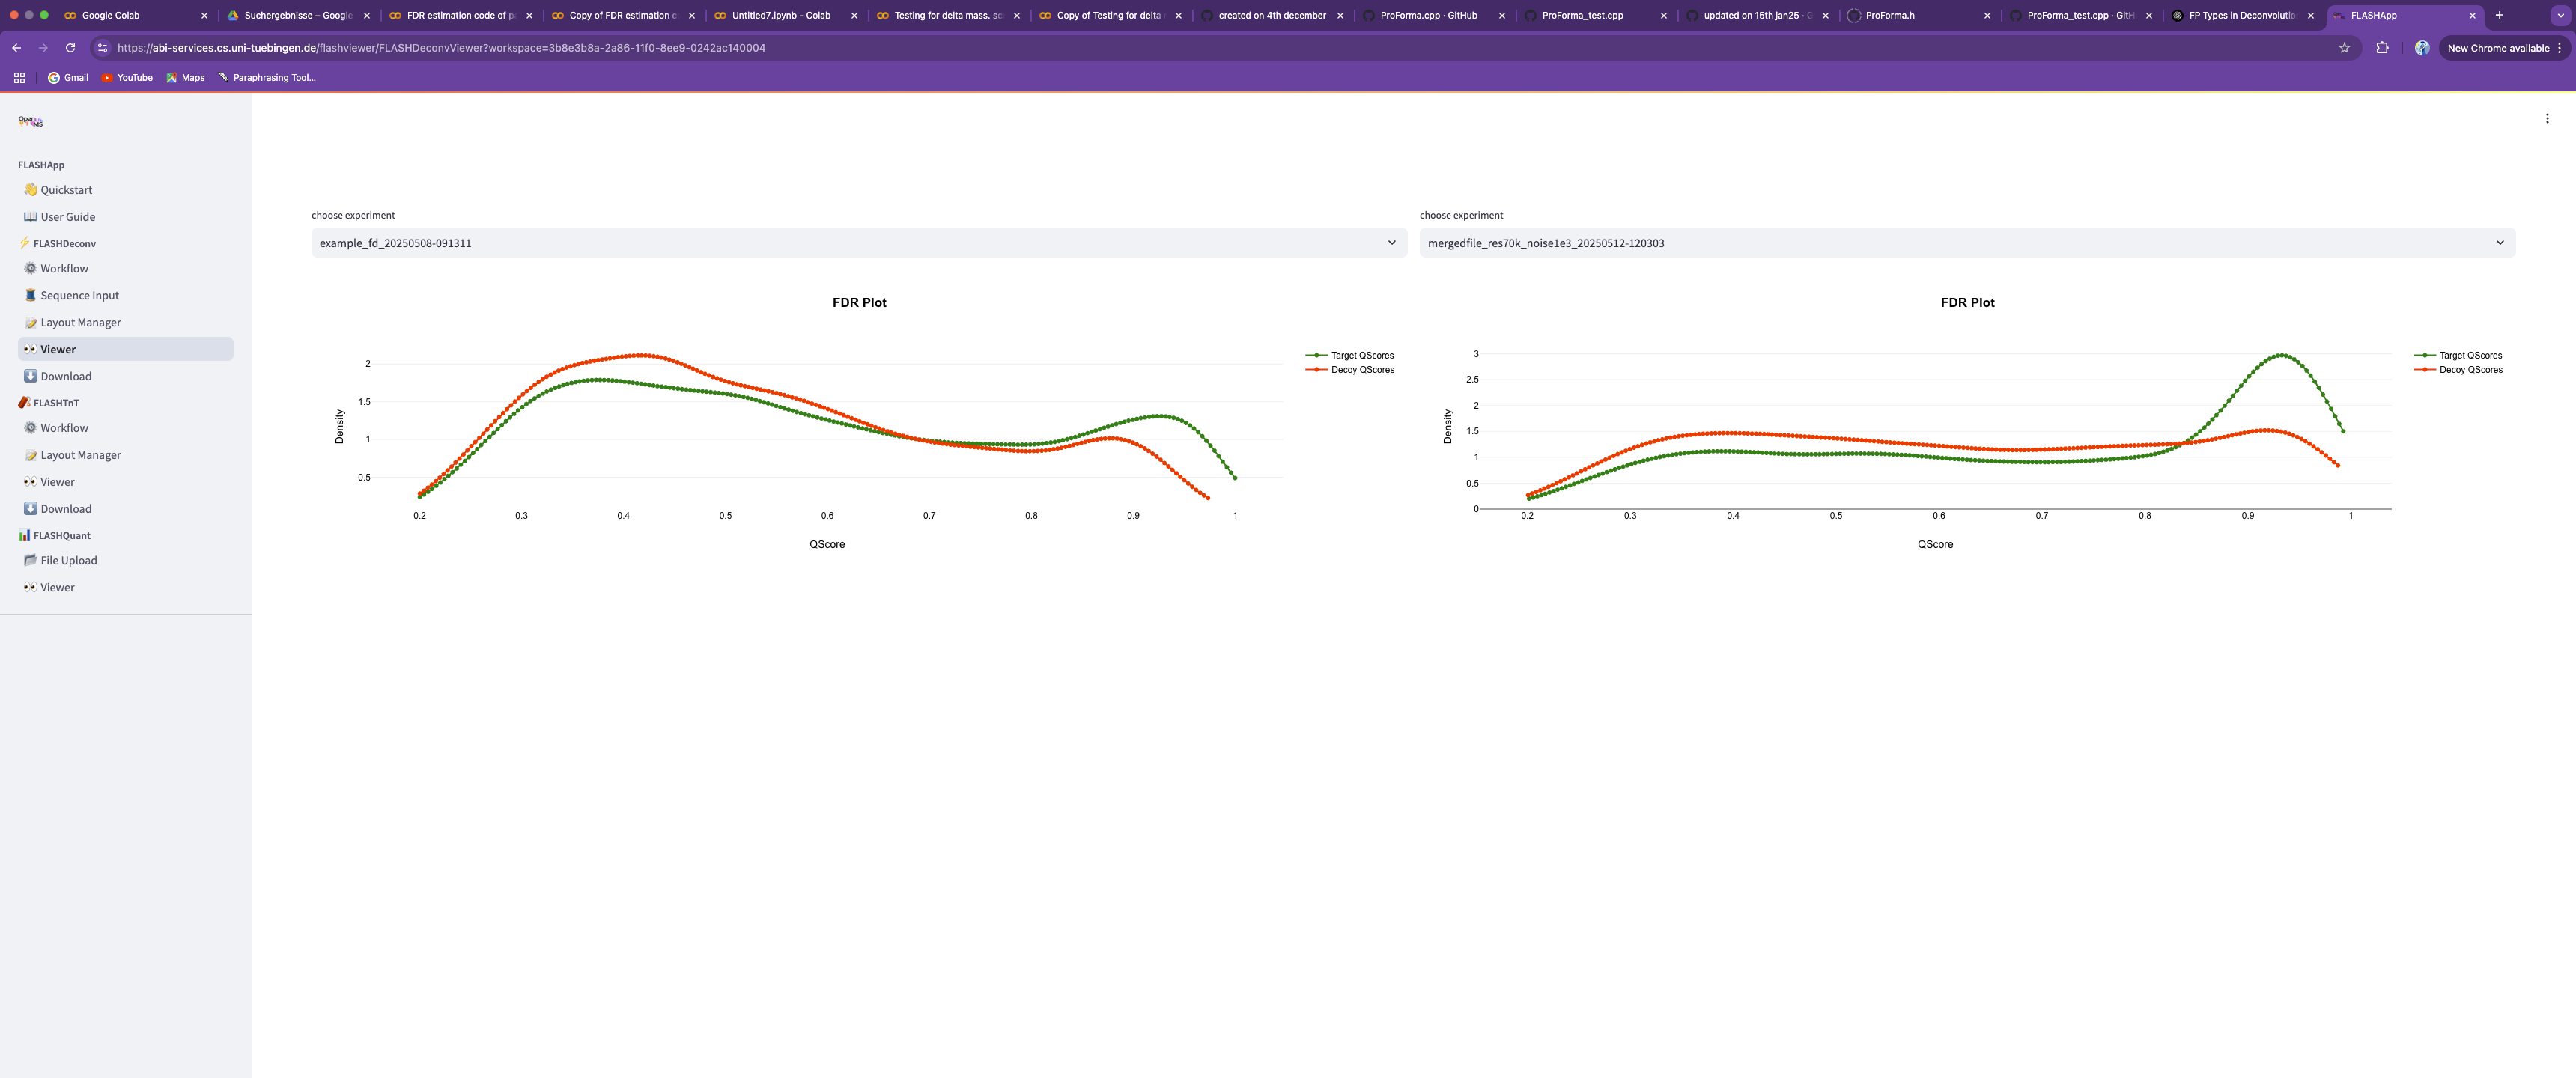 Google Colab
Suchergebnisse – Google
FDR estimation code of p
Copy of FDR estimation c
Untitled7.ipynb - Colab
Testing for delta mass. sc
Copy of Testing for delta
created on 4th december
ProForma.cpp · GitHub
ProForma_test.cpp
updated on 15th jan25 · G
ProForma.h
ProForma_test.cpp · GitH
FP Types in Deconvolutio
FLASHApp
https://abi-services.cs.uni-tuebingen.de/flashviewer/FLASHDeconvViewer?workspace=3b8e3b8a-2a86-11f0-8ee9-0242ac140004
New Chrome available
Gmail
YouTube
Maps
Paraphrasing Tool...
OpenMS
FLASHApp
Quickstart
User Guide
FLASHDeconv
Workflow
Sequence Input
Layout Manager
Viewer
Download
FLASHTnT
Workflow
Layout Manager
Viewer
Download
FLASHQuant
File Upload
Viewer
choose experiment
example_fd_20250508-091311
FDR Plot
Target QScores
Decoy QScores
Density
2
1.5
1
0.5
0.2 0.3 0.4 0.5 0.6 0.7 0.8 0.9 1
QScore
choose experiment
mergedfile_res70k_noise1e3_20250512-120303
FDR Plot
Target QScores
Decoy QScores
Density
3
2.5
2
1.5
1
0.5
0
0.2 0.3 0.4 0.5 0.6 0.7 0.8 0.9 1
QScore